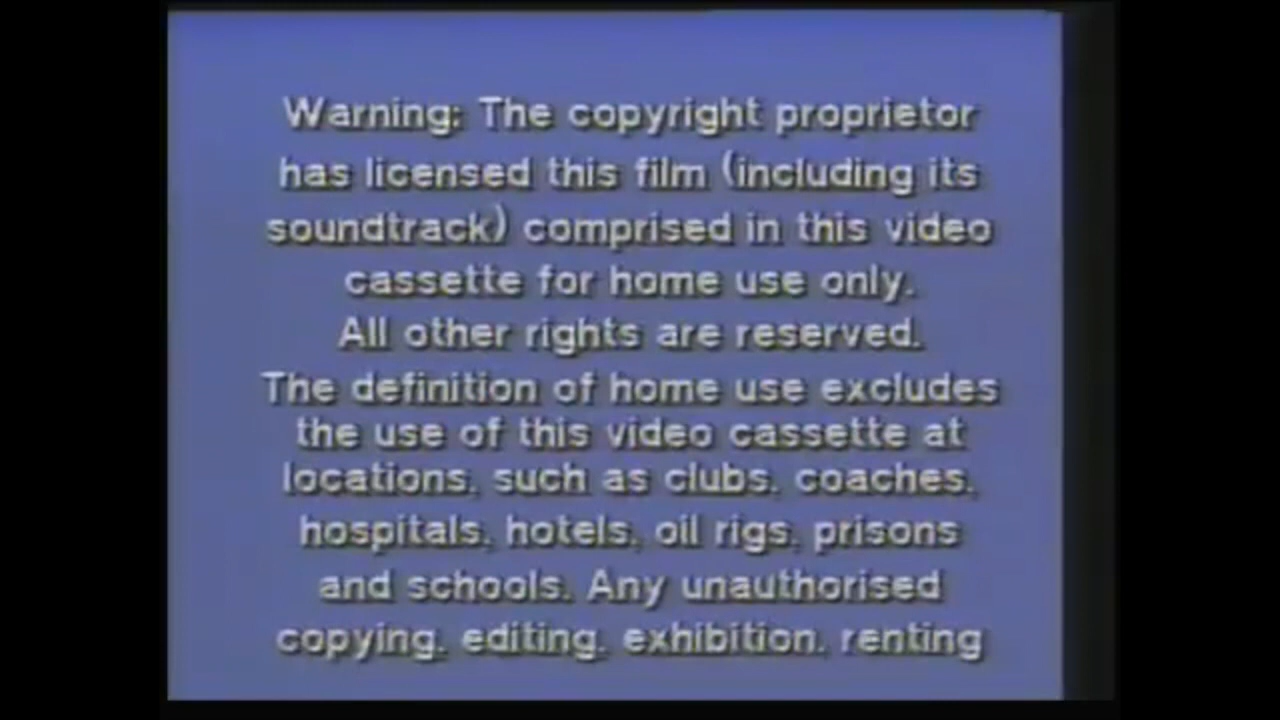 Warning: The copyright proprietor
has licensed this film (including its
soundtrack) comprised in this video
cassette for home use only.
All other rights are reserved.
The definition of home use excludes
the use of this video cassette at
locations, such as clubs, coaches,
hospitals, hotels, oil rigs, prisons
and schools. Any unauthorised
copying, editing, exhibition, renting